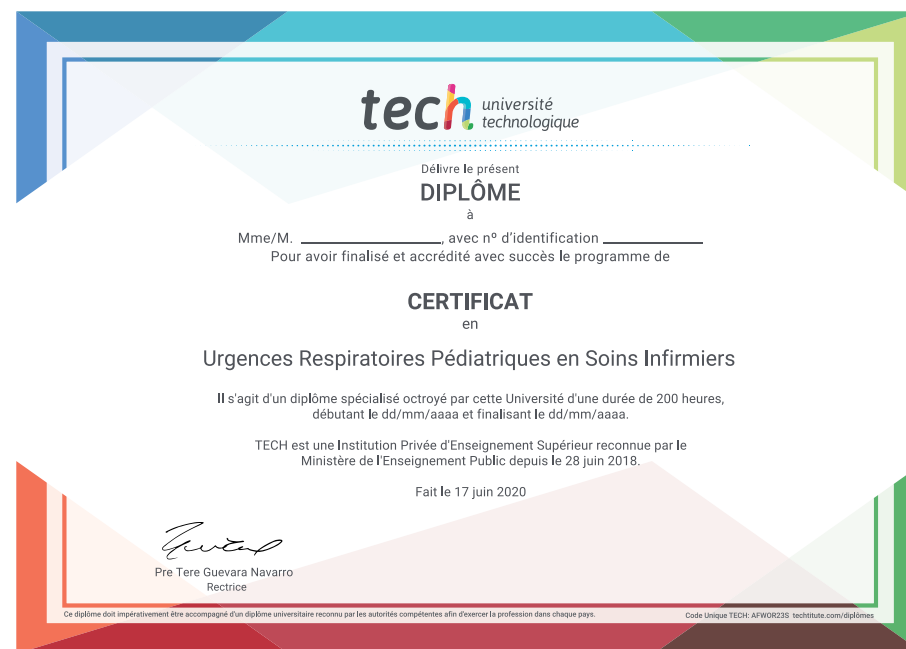 tech université
technologique
Délivre le présent
DIPLÔME
à
Mme/M. ____________________, avec nº d'identification ______________
Pour avoir finalisé et accrédité avec succès le programme de
CERTIFICAT
en
Urgences Respiratoires Pédiatriques en Soins Infirmiers
Il s'agit d'un diplôme spécialisé octroyé par cette Université d'une durée de 200 heures,
débutant le dd/mm/aaaa et finalisant le dd/mm/aaaa.
TECH est une Institution Privée d'Enseignement Supérieur reconnue par le
Ministère de l'Enseignement Public depuis le 28 juin 2018.
Fait le 17 juin 2020
Pre Tere Guevara Navarro
Rectrice
Ce diplôme doit impérativement être accompagné d'un diplôme universitaire reconnu par les autorités compétentes afin d'exercer la profession dans chaque pays.
Code Unique TECH: AFWOR23S techtitute.com/diplômes